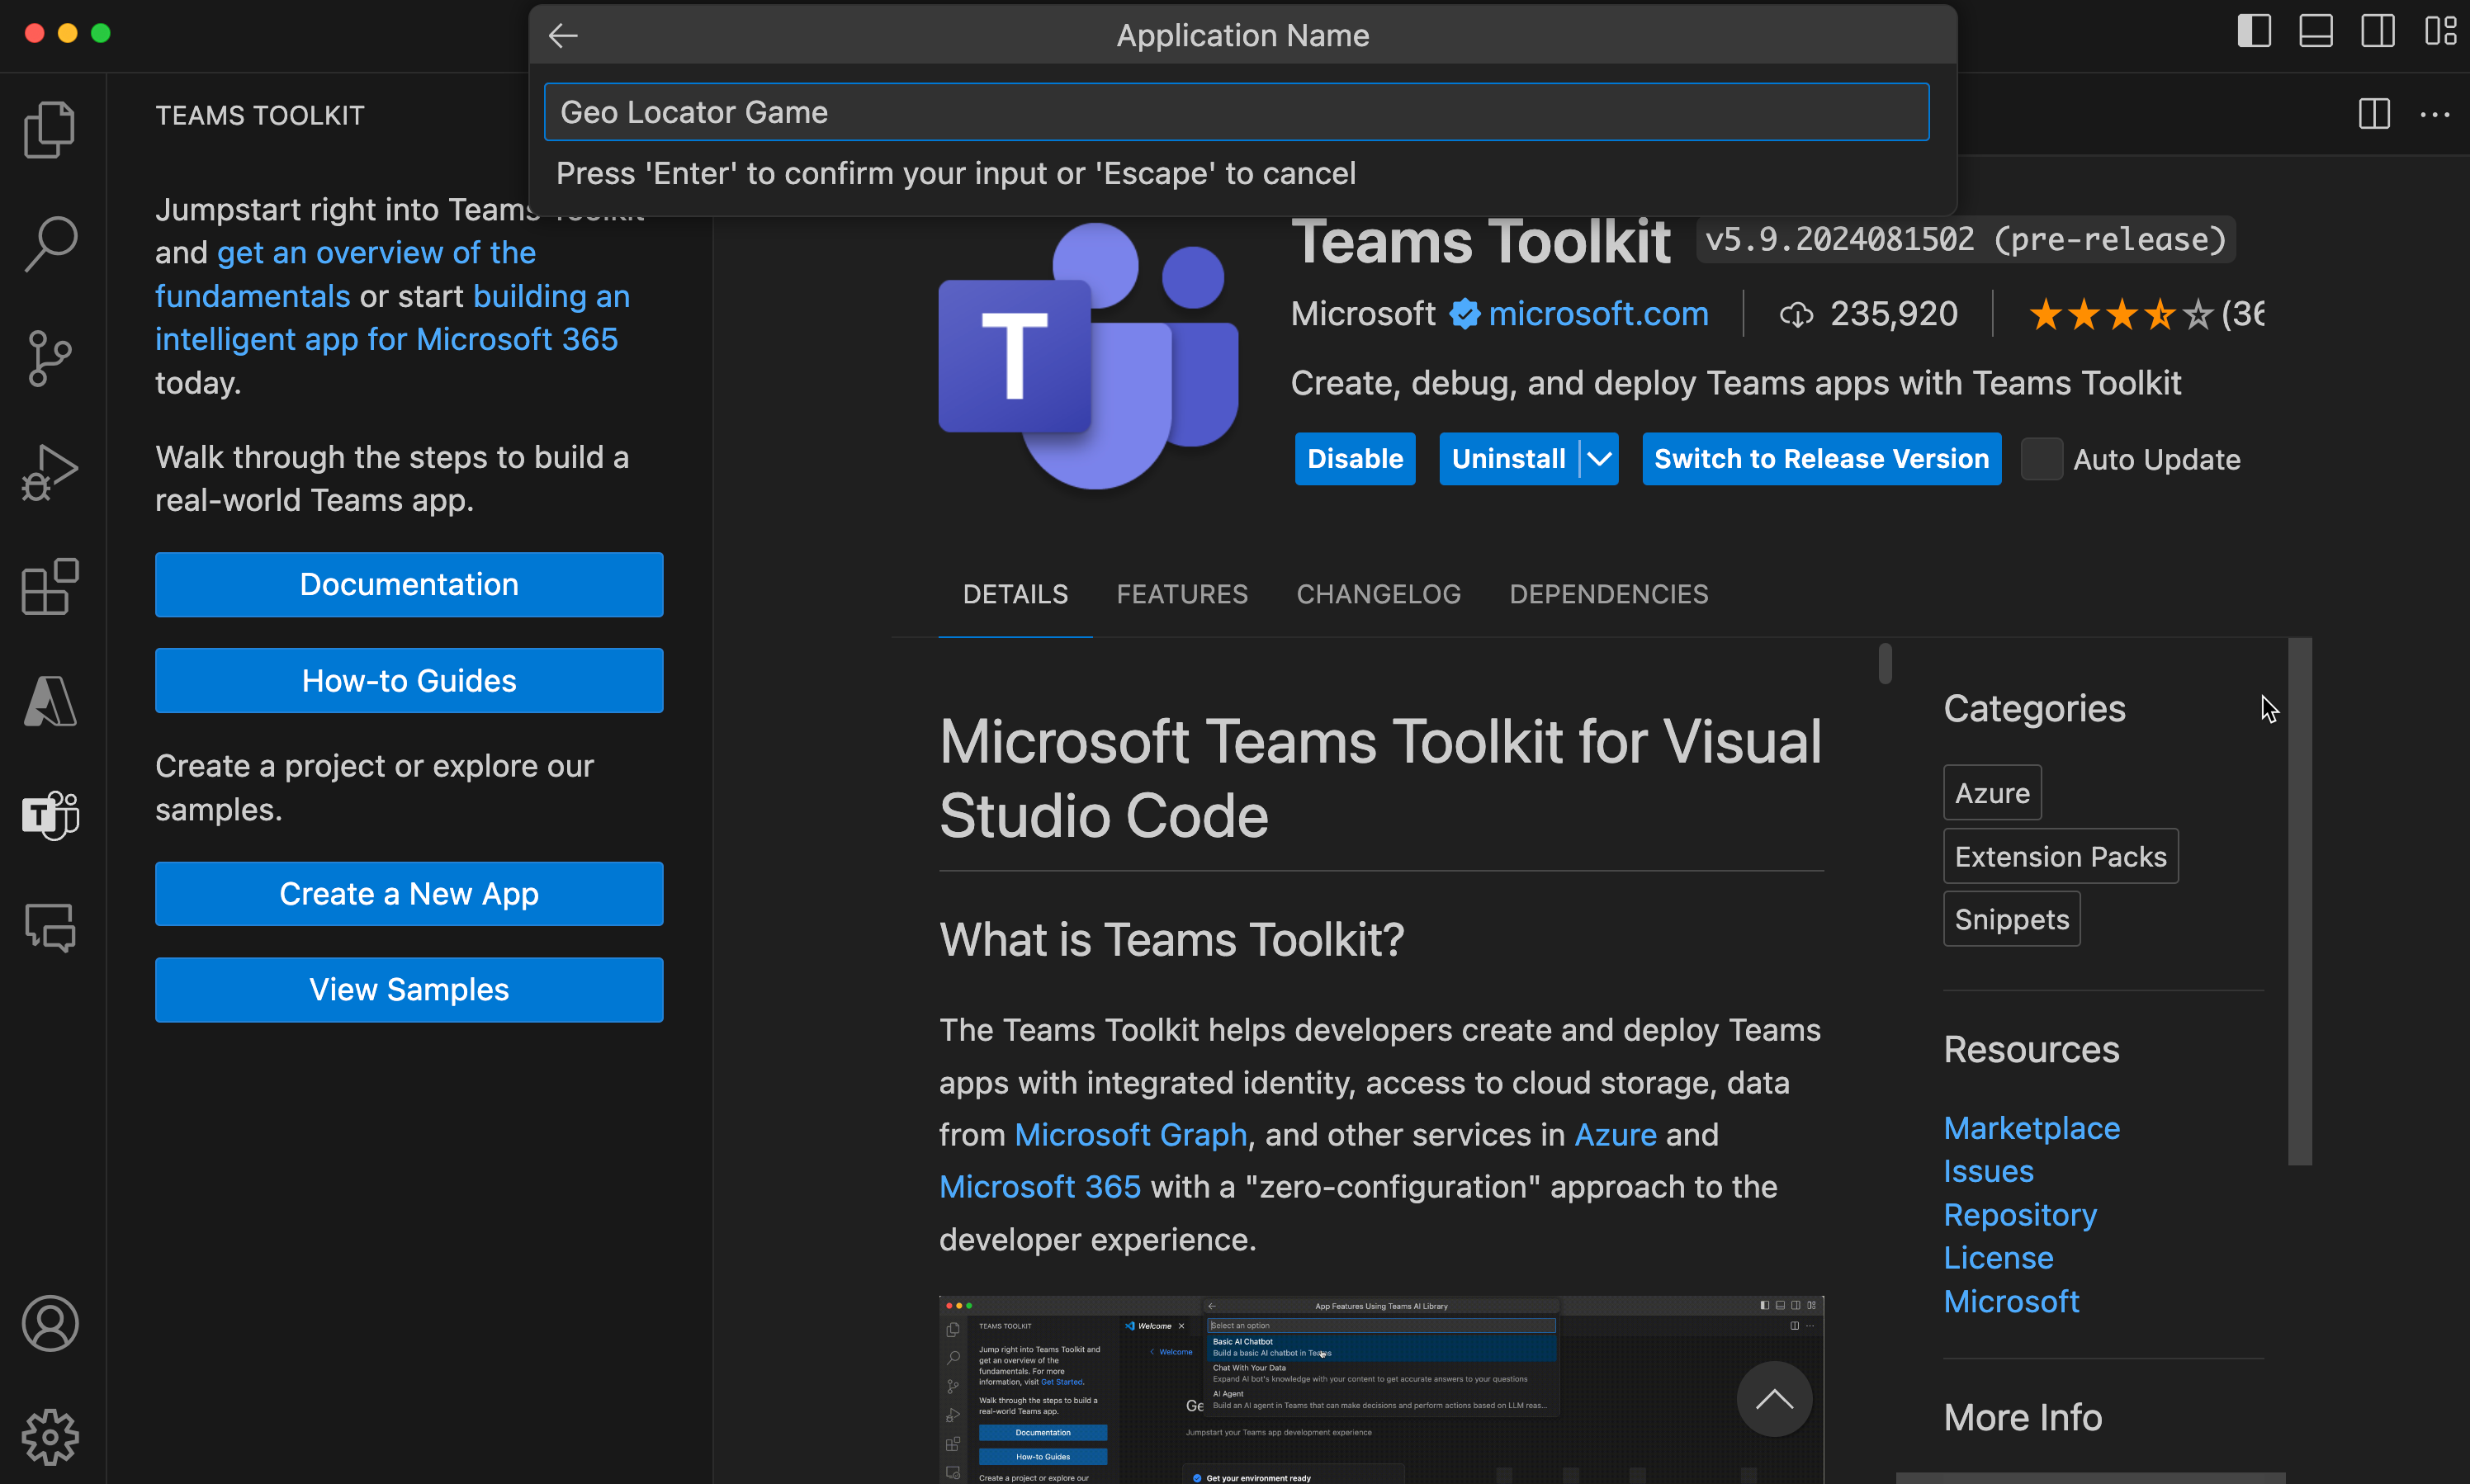 Application Name
Geo Locator Game
Press 'Enter' to confirm your input or 'Escape' to cancel
TEAMS TOOLKIT
Jumpstart right into Teams Toolkit
and get an overview of the
fundamentals or start building an
intelligent app for Microsoft 365
today.
Walk through the steps to build a
real-world Teams app.
Documentation
How-to Guides
Create a project or explore our
samples.
Create a New App
View Samples
T
Teams Toolkit v5.9.2024081502 (pre-release)
Microsoft microsoft.com 235,920 (36
Create, debug, and deploy Teams apps with Teams Toolkit
Disable Uninstall Switch to Release Version Auto Update
DETAILS FEATURES CHANGELOG DEPENDENCIES
Microsoft Teams Toolkit for Visual
Studio Code
What is Teams Toolkit?
The Teams Toolkit helps developers create and deploy Teams
apps with integrated identity, access to cloud storage, data
from Microsoft Graph, and other services in Azure and
Microsoft 365 with a "zero-configuration" approach to the
developer experience.
App Features Using Teams AI Library
TEAMS TOOLKIT
Welcome
Select an option
Basic AI Chatbot
Build a basic AI chatbot in Teams
Chat With Your Data
Expand AI bot's knowledge with your content to get accurate answers to your questions
AI Agent
Build an AI agent in Teams that can make decisions and perform actions based on LLM reas...
Welcome
Jump right into Teams Toolkit and
get an overview of the
fundamentals. For more
information, visit Get Started.
Walk through the steps to build a
real-world Teams app.
Documentation
How-to Guides
Create a project or explore our
Ge
Jumpstart your Teams app development experience
Get your environment ready
Categories
Azure
Extension Packs
Snippets
Resources
Marketplace
Issues
Repository
License
Microsoft
More Info